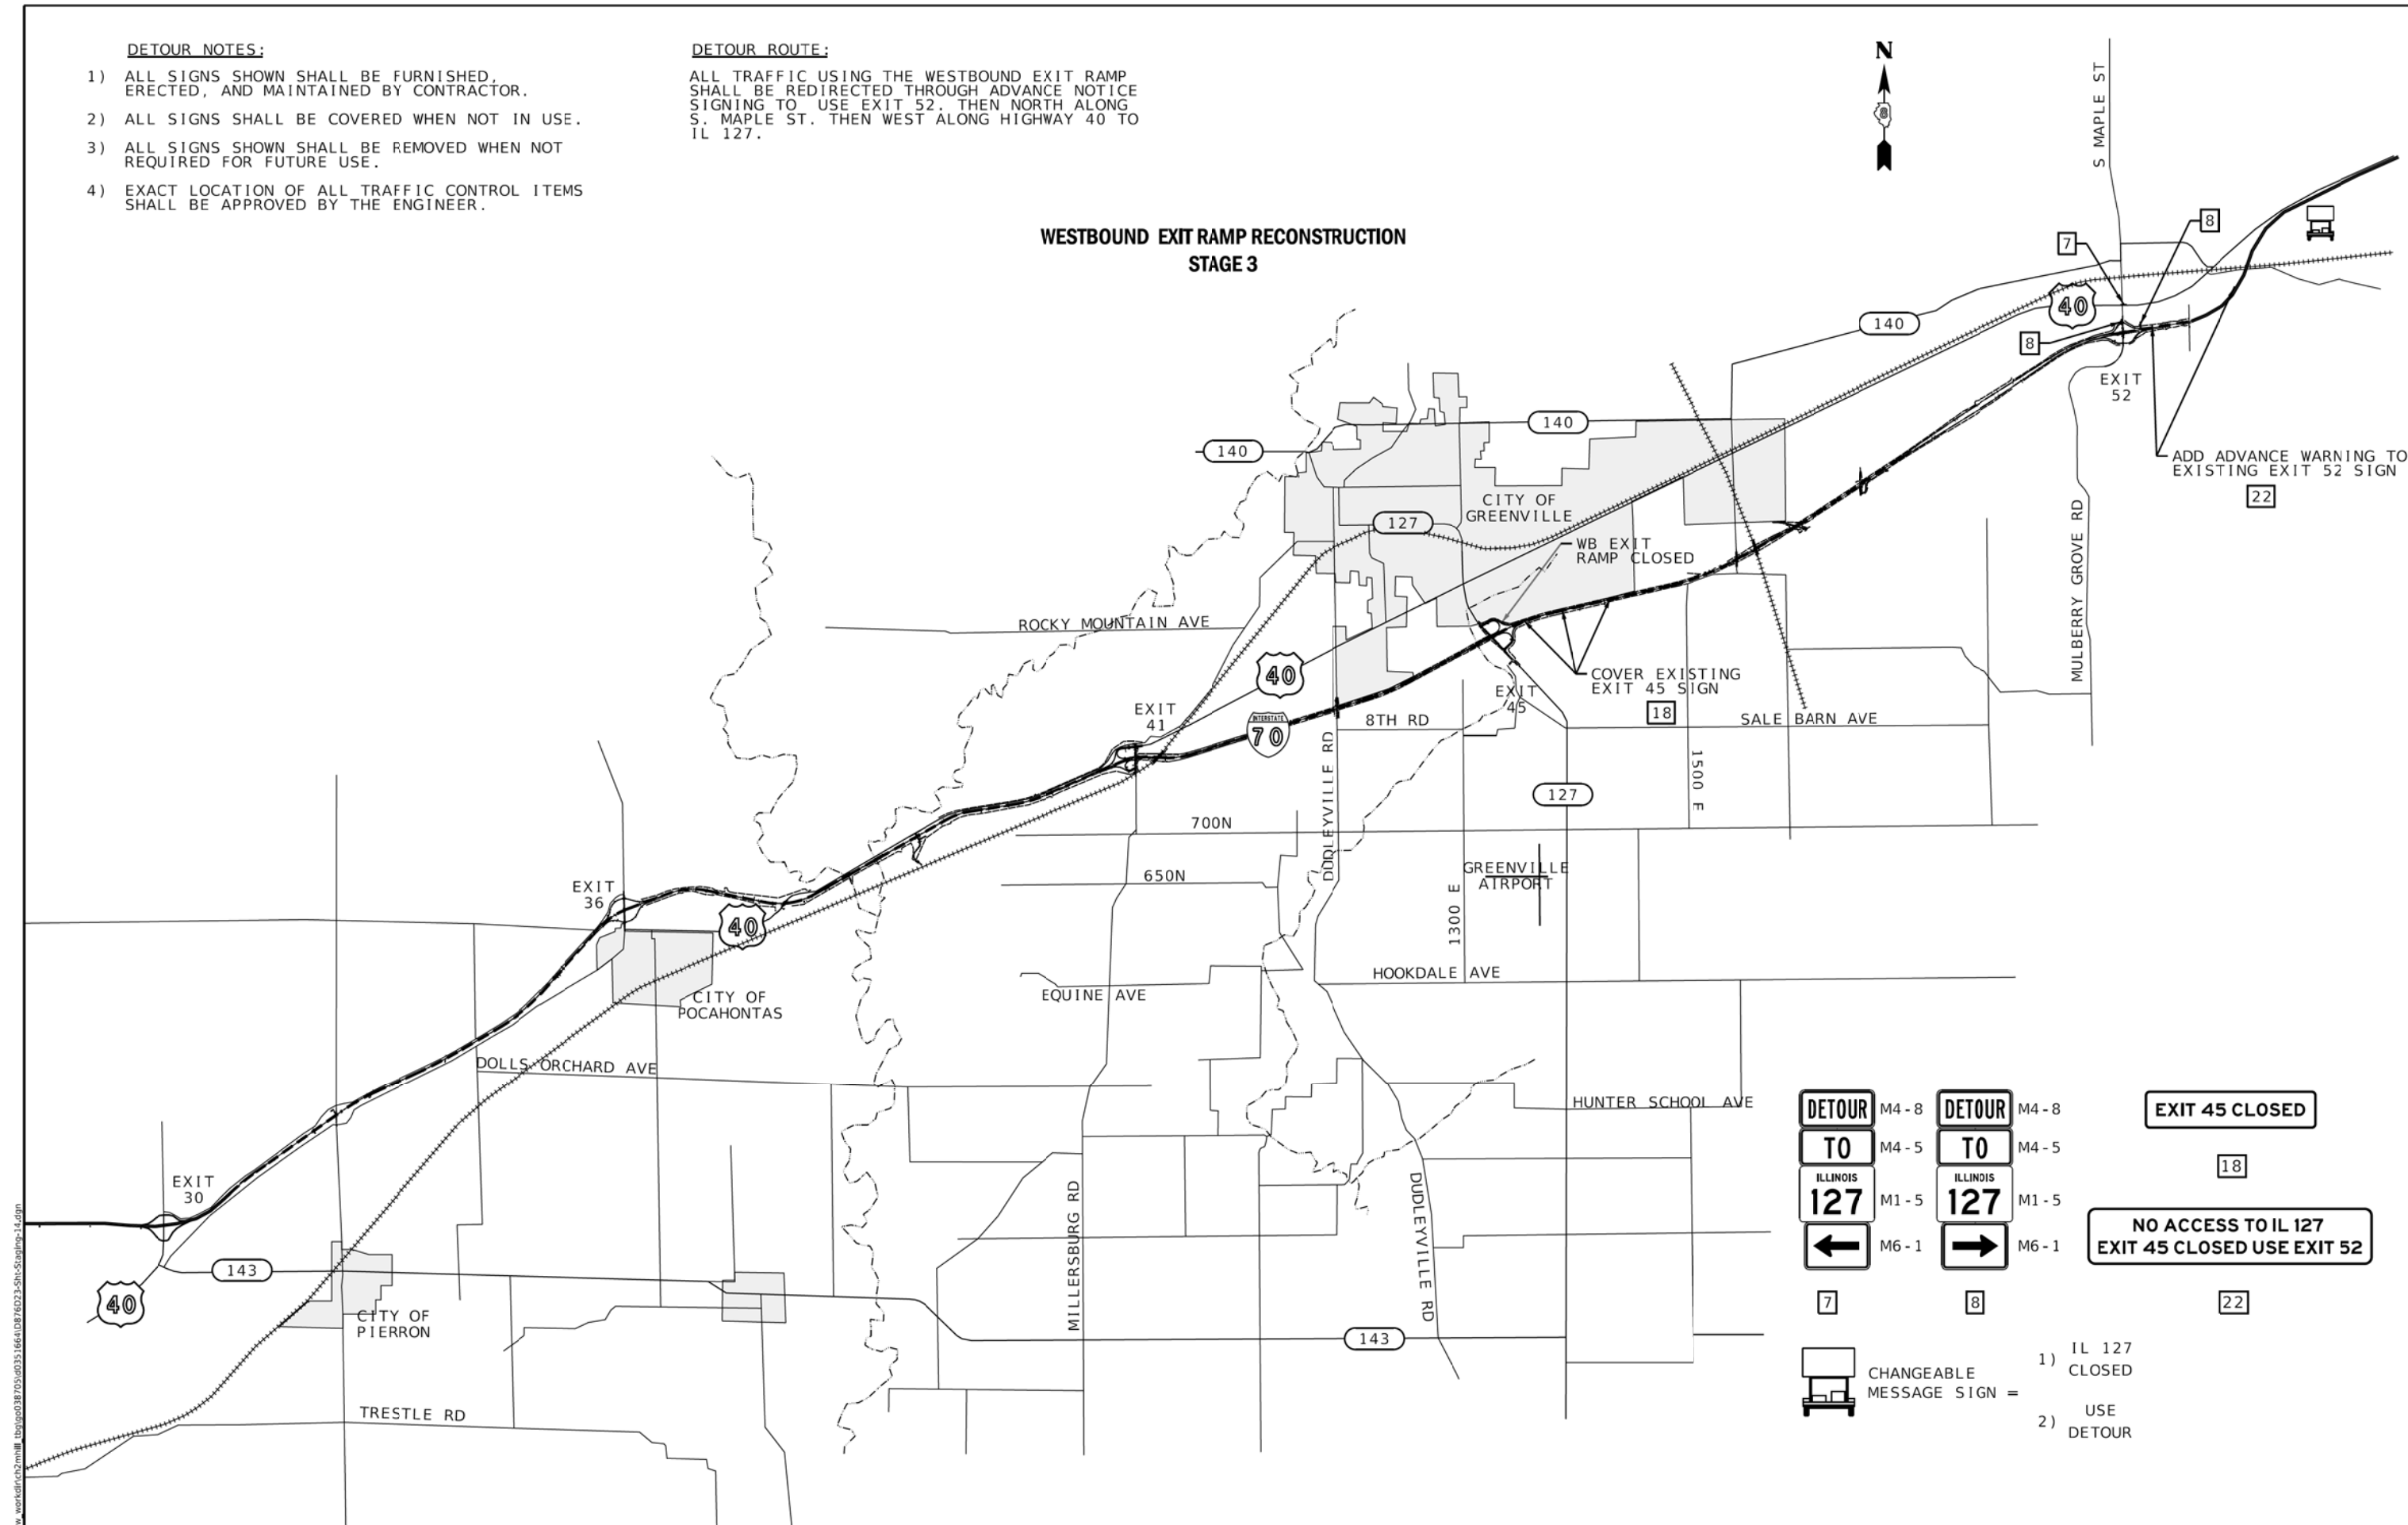 DETOUR NOTES:
1) ALL SIGNS SHOWN SHALL BE FURNISHED,
ERECTED, AND MAINTAINED BY CONTRACTOR.
2) ALL SIGNS SHALL BE COVERED WHEN NOT IN USE.
3) ALL SIGNS SHOWN SHALL BE REMOVED WHEN NOT
REQUIRED FOR FUTURE USE.
4) EXACT LOCATION OF ALL TRAFFIC CONTROL ITEMS
SHALL BE APPROVED BY THE ENGINEER.
DETOUR ROUTE:
ALL TRAFFIC USING THE WESTBOUND EXIT RAMP
SHALL BE REDIRECTED THROUGH ADVANCE NOTICE
SIGNING TO USE EXIT 52. THEN NORTH ALONG
S. MAPLE ST. THEN WEST ALONG HIGHWAY 40 TO
IL 127.
N
8
WESTBOUND EXIT RAMP RECONSTRUCTION
STAGE 3
S MAPLE ST
8
7
40
140
8
EXIT
52
140
140
ADD ADVANCE WARNING TO
EXISTING EXIT 52 SIGN
22
CITY OF
GREENVILLE
127
WB EXIT
RAMP CLOSED
MULBERRY GROVE RD
ROCKY MOUNTAIN AVE
40
COVER EXISTING
EXIT 45 SIGN
18
EXIT
45
EXIT
41
INTERSTATE
70
8TH RD
SALE BARN AVE
DUDLEYVILLE RD
1500 E
127
700N
650N
GREENVILLE
AIRPORT
1300 E
EXIT
36
40
HOOKDALE AVE
EQUINE AVE
CITY OF
POCAHONTAS
DOLLS ORCHARD AVE
HUNTER SCHOOL AVE
EXIT
30
MILLERSBURG RD
DUDLEYVILLE RD
143
40
CITY OF
PIERRON
143
TRESTLE RD
DETOUR M4-8
TO M4-5
ILLINOIS
127 M1-5
M6-1
7
DETOUR M4-8
TO M4-5
ILLINOIS
127 M1-5
M6-1
8
EXIT 45 CLOSED
18
NO ACCESS TO IL 127
EXIT 45 CLOSED USE EXIT 52
22
CHANGEABLE
MESSAGE SIGN =
1) IL 127
CLOSED
2) USE
DETOUR